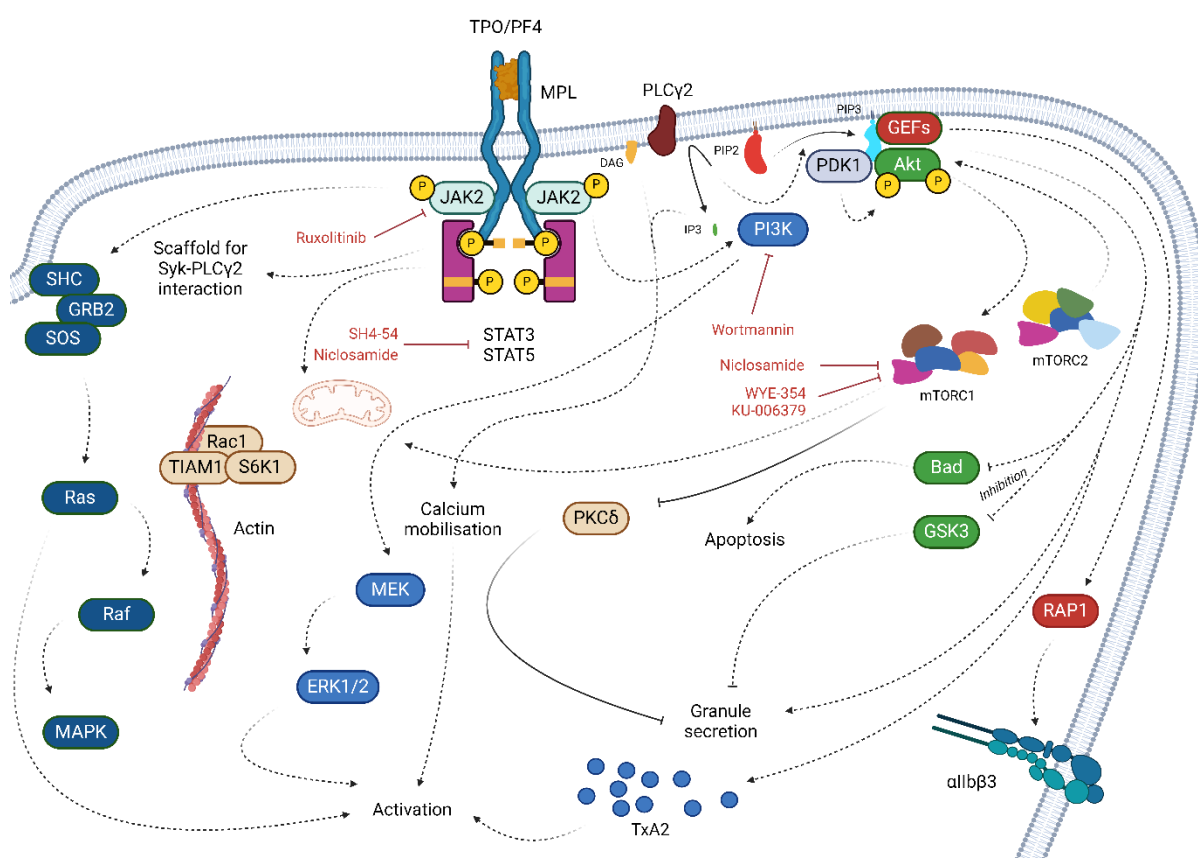 TPO/PF4
MPL
PLCγ2
DAG
PIP2
PIP3
GEFs
PDK1
Akt
P
P
P
JAK2
JAK2
P
P
P
P
P
IP3
PI3K
Ruxolitinib
Scaffold for
Syk-PLCγ2
interaction
SHC
GRB2
SOS
SH4-54
Niclosamide
STAT3
STAT5
Wortmannin
Niclosamide
WYE-354
KU-006379
mTORC1
mTORC2
Rac1
TIAM1
S6K1
Actin
Ras
Raf
MAPK
Calcium
mobilisation
PKCδ
MEK
ERK1/2
Bad
Inhibition
Apoptosis
GSK3
RAP1
Granule
secretion
αIIbβ3
Activation
TxA2